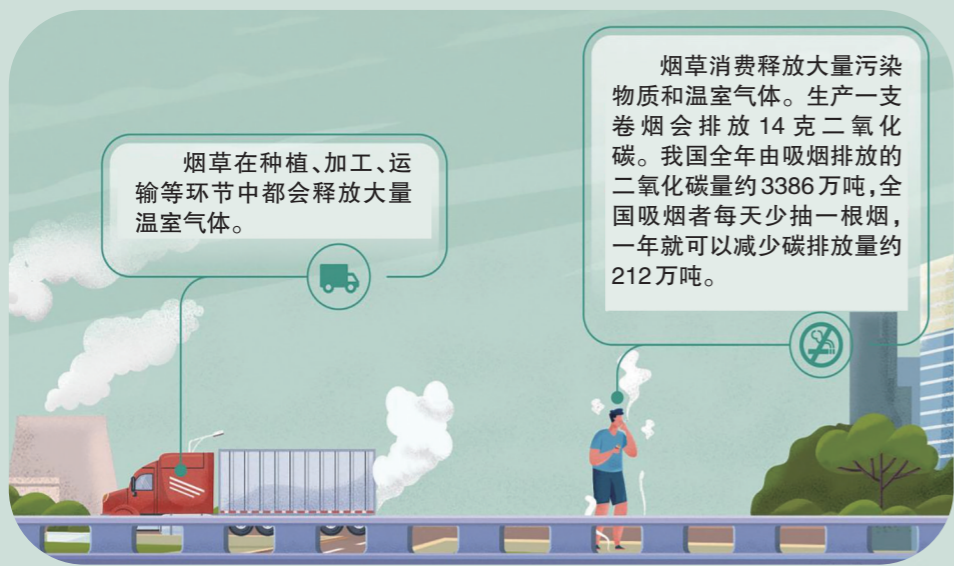 烟草在种植、加工、运
输等环节中都会释放大量
温室气体。
烟草消费释放大量污染
物质和温室气体。生产一支
卷烟会排放14克二氧化
碳。我国全年由吸烟排放的
二氧化碳量约3386万吨,全
国吸烟者每天少抽一根烟,
一年就可以减少碳排放量约
212万吨。